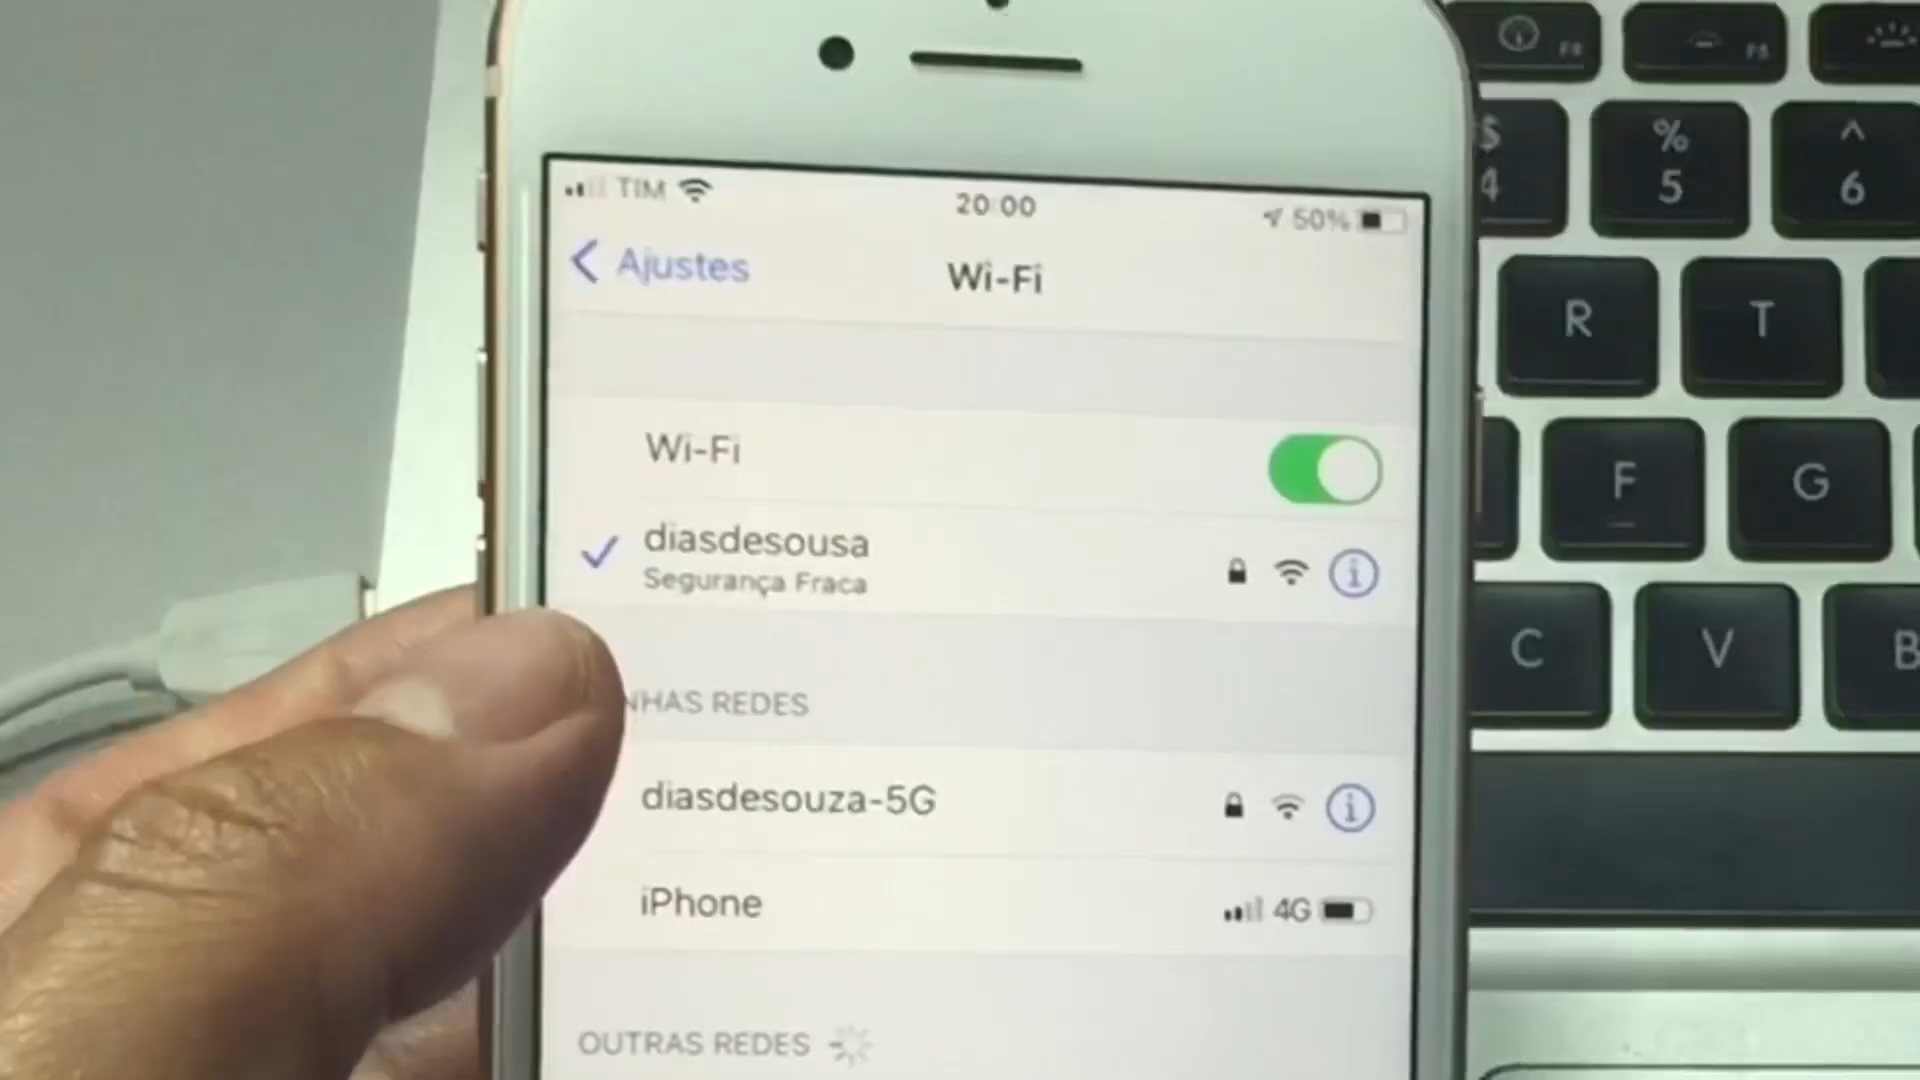 TIM
20:00
50%
Ajustes
Wi-Fi
Wi-Fi
diasdesousa
Segurança Fraca
NHAS REDES
diasdesouza-5G
iPhone
4G
OUTRAS REDES
F5
$
4
%
5
^
6
R
T
F
G
C
V
B